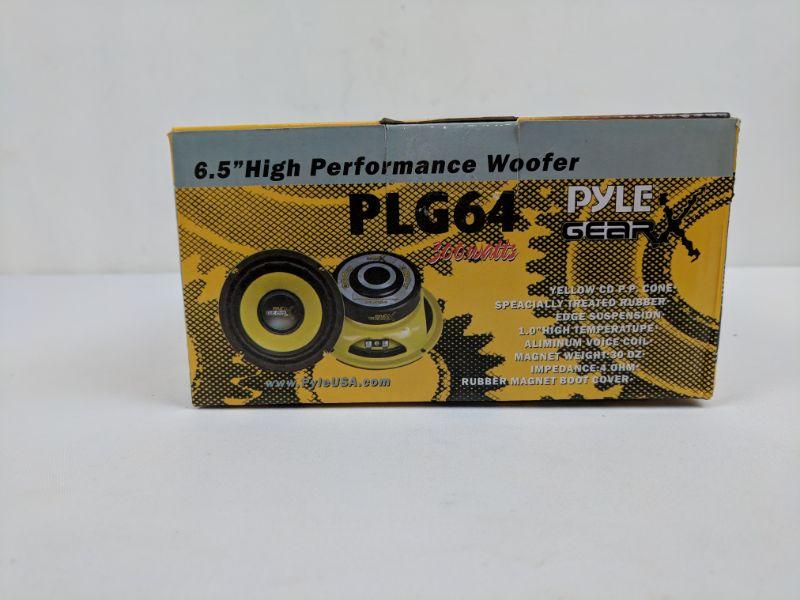 6.5"High Performance Woofer
PLG64
300watts
PYLE
GEAR X
YELLOW CD P.P. CONE-
SPEACIALLY TREATED RUBBER-
EDGE SUSPENSION-
1.0"HIGH TEMPERATUPE-
ALIMINUM VOICE COIL-
MAGNET WEIGHT:30 OZ-
IMPEDANCE:4 OHM-
RUBBER MAGNET BOOT COVER-
www.PyleUSA.com